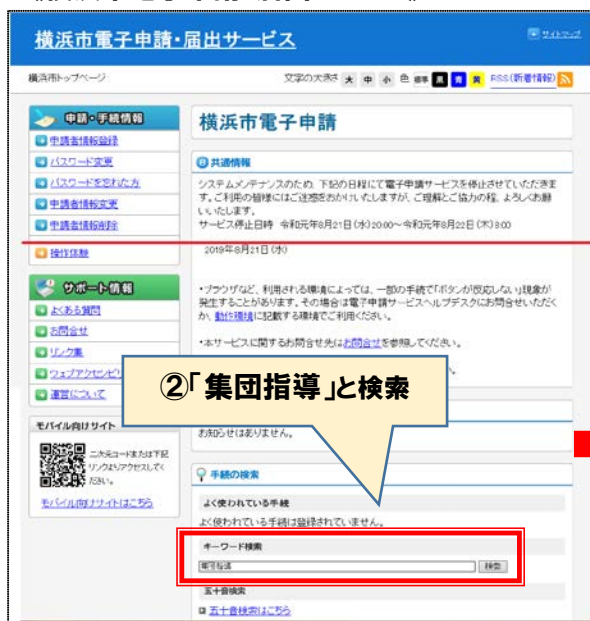 横浜市電子申請・届出サービス
サイトマップ
横浜市トップページ
文字の大きさ 大 中 小 色 標準 黒 青 黄 RSS(新着情報)
申請・手続情報
申請者情報登録
パスワード変更
パスワードを忘れた方
申請者情報変更
申請者情報削除
操作体験
サポート情報
よくある質問
お問合せ
リンク集
ウェブアクセシビリ
運営について
モバイル向けサイト
二次元コードまたは下記
リンクよりアクセスしてく
ださい。
モバイル向けサイトはこちら
横浜市電子申請
共通情報
システムメンテナンスのため、下記の日程にて電子申請サービスを停止させていただきま
す。ご利用の皆様にはご迷惑をおかけいたしますが、ご理解とご協力の程、よろしくお願
いいたします。
サービス停止日時 令和元年8月21日(水)20:00～令和元年8月22日(木)8:00
2019年8月21日(水)
・ブラウザなど、利用される環境によっては、一部の手続で「ボタンが反応しない」現象が
発生することがあります。その場合は電子申請サービスヘルプデスクにお問合せいただく
か、動作環境に記載する環境でご利用ください。
・本サービスに関するお問合せ先はお問合せを参照してください。
②「集団指導」と検索
お知らせはありません。
手続の検索
よく使われている手続
よく使われている手続は登録されていません。
キーワード検索
集団指導
検索
五十音検索
五十音検索はこちら